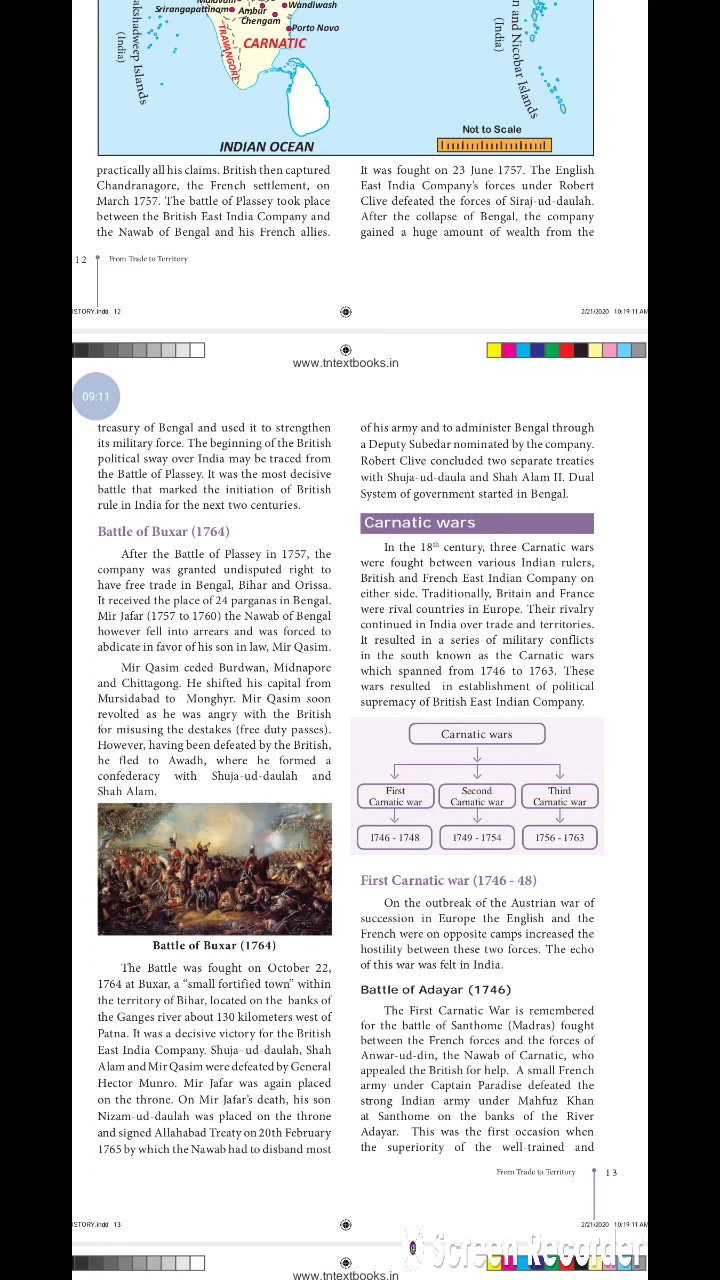 Srirangapattinam
Ambur
Wandiwash
Chengam
Porto Novo
CARNATIC
TRAVANGORE
akshadweep Islands
(India)
n and Nicobar Islands
(India)
Not to Scale
INDIAN OCEAN
practically all his claims. British then captured
Chandranagore, the French settlement, on
March 1757. The battle of Plassey took place
between the British East India Company and
the Nawab of Bengal and his French allies.
It was fought on 23 June 1757. The English
East India Company's forces under Robert
Clive defeated the forces of Siraj-ud-daulah.
After the collapse of Bengal, the company
gained a huge amount of wealth from the
12 From Trade to Territory
ISTORY.indd 12
2/21/2020 10:19:11 AM
www.tntextbooks.in
09:11
treasury of Bengal and used it to strengthen
its military force. The beginning of the British
political sway over India may be traced from
the Battle of Plassey. It was the most decisive
battle that marked the initiation of British
rule in India for the next two centuries.
Battle of Buxar (1764)
After the Battle of Plassey in 1757, the
company was granted undisputed right to
have free trade in Bengal, Bihar and Orissa.
It received the place of 24 parganas in Bengal.
Mir Jafar (1757 to 1760) the Nawab of Bengal
however fell into arrears and was forced to
abdicate in favor of his son in law, Mir Qasim.
Mir Qasim ceded Burdwan, Midnapore
and Chittagong. He shifted his capital from
Mursidabad to Monghyr. Mir Qasim soon
revolted as he was angry with the British
for misusing the destakes (free duty passes).
However, having been defeated by the British,
he fled to Awadh, where he formed a
confederacy with Shuja-ud-daulah and
Shah Alam.
Battle of Buxar (1764)
The Battle was fought on October 22,
1764 at Buxar, a “small fortified town” within
the territory of Bihar, located on the banks of
the Ganges river about 130 kilometers west of
Patna. It was a decisive victory for the British
East India Company. Shuja–ud-daulah, Shah
Alam and Mir Qasim were defeated by General
Hector Munro. Mir Jafar was again placed
on the throne. On Mir Jafar's death, his son
Nizam-ud-daulah was placed on the throne
and signed Allahabad Treaty on 20th February
1765 by which the Nawab had to disband most
of his army and to administer Bengal through
a Deputy Subedar nominated by the company.
Robert Clive concluded two separate treaties
with Shuja-ud-daula and Shah Alam II. Dual
System of government started in Bengal.
Carnatic wars
In the 18th century, three Carnatic wars
were fought between various Indian rulers,
British and French East Indian Company on
either side. Traditionally, Britain and France
were rival countries in Europe. Their rivalry
continued in India over trade and territories.
It resulted in a series of military conflicts
in the south known as the Carnatic wars
which spanned from 1746 to 1763. These
wars resulted in establishment of political
supremacy of British East Indian Company.
Carnatic wars
First
Carnatic war
Second
Carnatic war
Third
Carnatic war
1746 - 1748
1749 - 1754
1756 - 1763
First Carnatic war (1746 - 48)
On the outbreak of the Austrian war of
succession in Europe the English and the
French were on opposite camps increased the
hostility between these two forces. The echo
of this war was felt in India.
Battle of Adayar (1746)
The First Carnatic War is remembered
for the battle of Santhome (Madras) fought
between the French forces and the forces of
Anwar-ud-din, the Nawab of Carnatic, who
appealed the British for help. A small French
army under Captain Paradise defeated the
strong Indian army under Mahfuz Khan
at Santhome on the banks of the River
Adayar. This was the first occasion when
the superiority of the well-trained and
From Trade to Territory 13
ISTORY.indd 13
2/21/2020 10:19:11 AM
Screen Recorder
www.tntextbooks.in